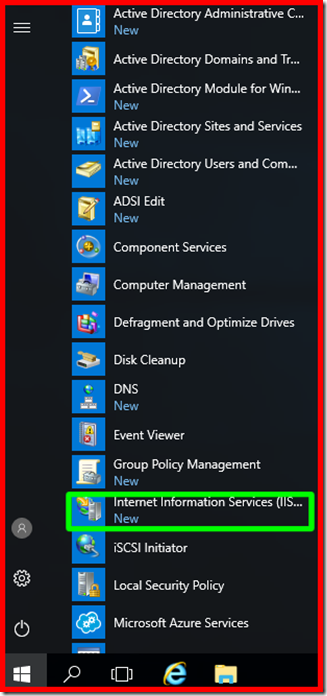 Active Directory Administrative C...
New
Active Directory Domains and Tr...
Active Directory Module for Win...
New
Active Directory Sites and Services
New
Active Directory Users and Com...
New
ADSI Edit
New
Component Services
Computer Management
Defragment and Optimize Drives
Disk Cleanup
DNS
New
Event Viewer
Group Policy Management
New
Internet Information Services (IIS...
New
iSCSI Initiator
Local Security Policy
Microsoft Azure Services